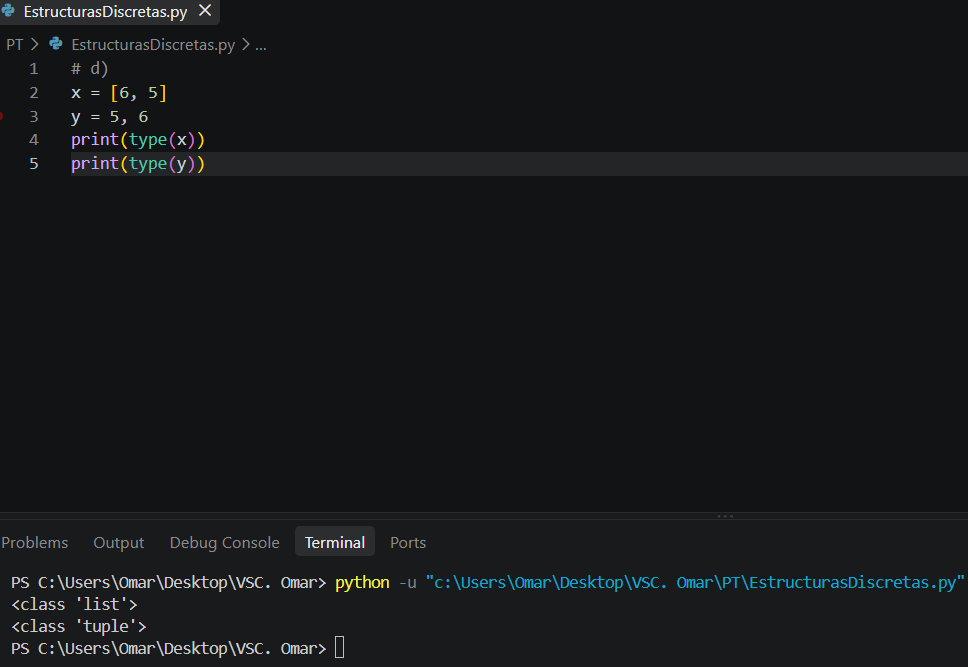 EstructurasDiscretas.py
PT > EstructurasDiscretas.py > ...
1 # d)
2 x = [6, 5]
3 y = 5, 6
4 print(type(x))
5 print(type(y))
Problems Output Debug Console Terminal Ports
PS C:\Users\Omar\Desktop\VSC. Omar> python -u "c:\Users\Omar\Desktop\VSC. Omar\PT\EstructurasDiscretas.py"
<class 'list'>
<class 'tuple'>
PS C:\Users\Omar\Desktop\VSC. Omar>